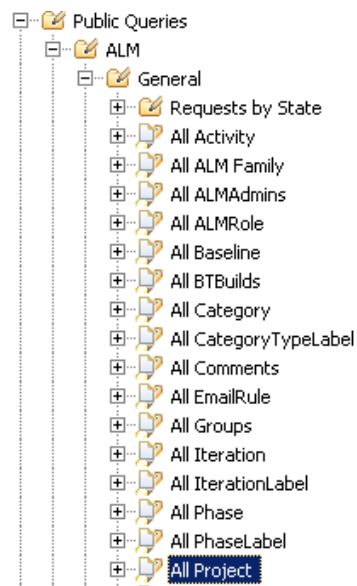 Public Queries
ALM
General
Requests by State
All Activity
All ALM Family
All ALMAdmins
All ALMRole
All Baseline
All BTBuilds
All Category
All CategoryTypeLabel
All Comments
All EmailRule
All Groups
All Iteration
All IterationLabel
All Phase
All PhaseLabel
All Project